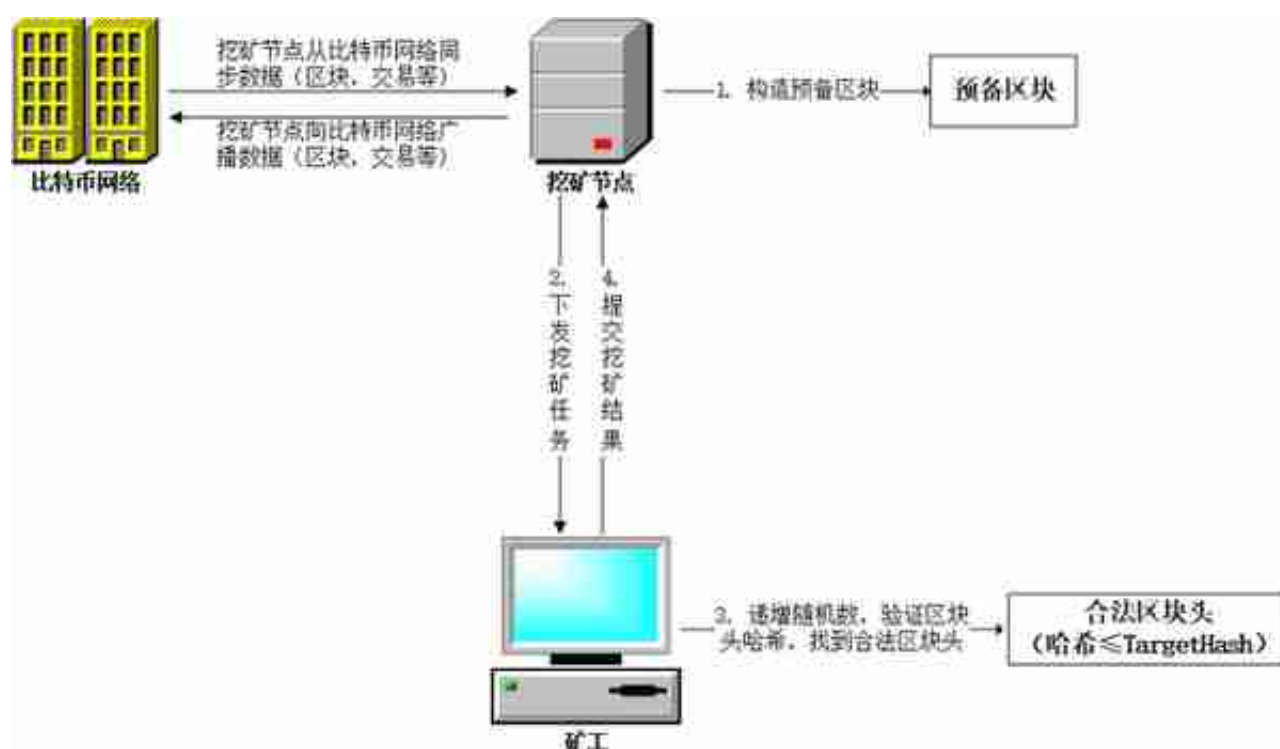 挖矿节点从比特币网络同
步数据（区块、交易等）
挖矿节点向比特币网络广
播数据（区块、交易等）
比特币网络
挖矿节点
1. 构造预备区块
预备区块
2.下发挖矿任务
4.提交挖矿结果
3. 递增随机数、验证区块
头哈希，找到合法区块头
合法区块头
（哈希≤TargetHash）
矿工